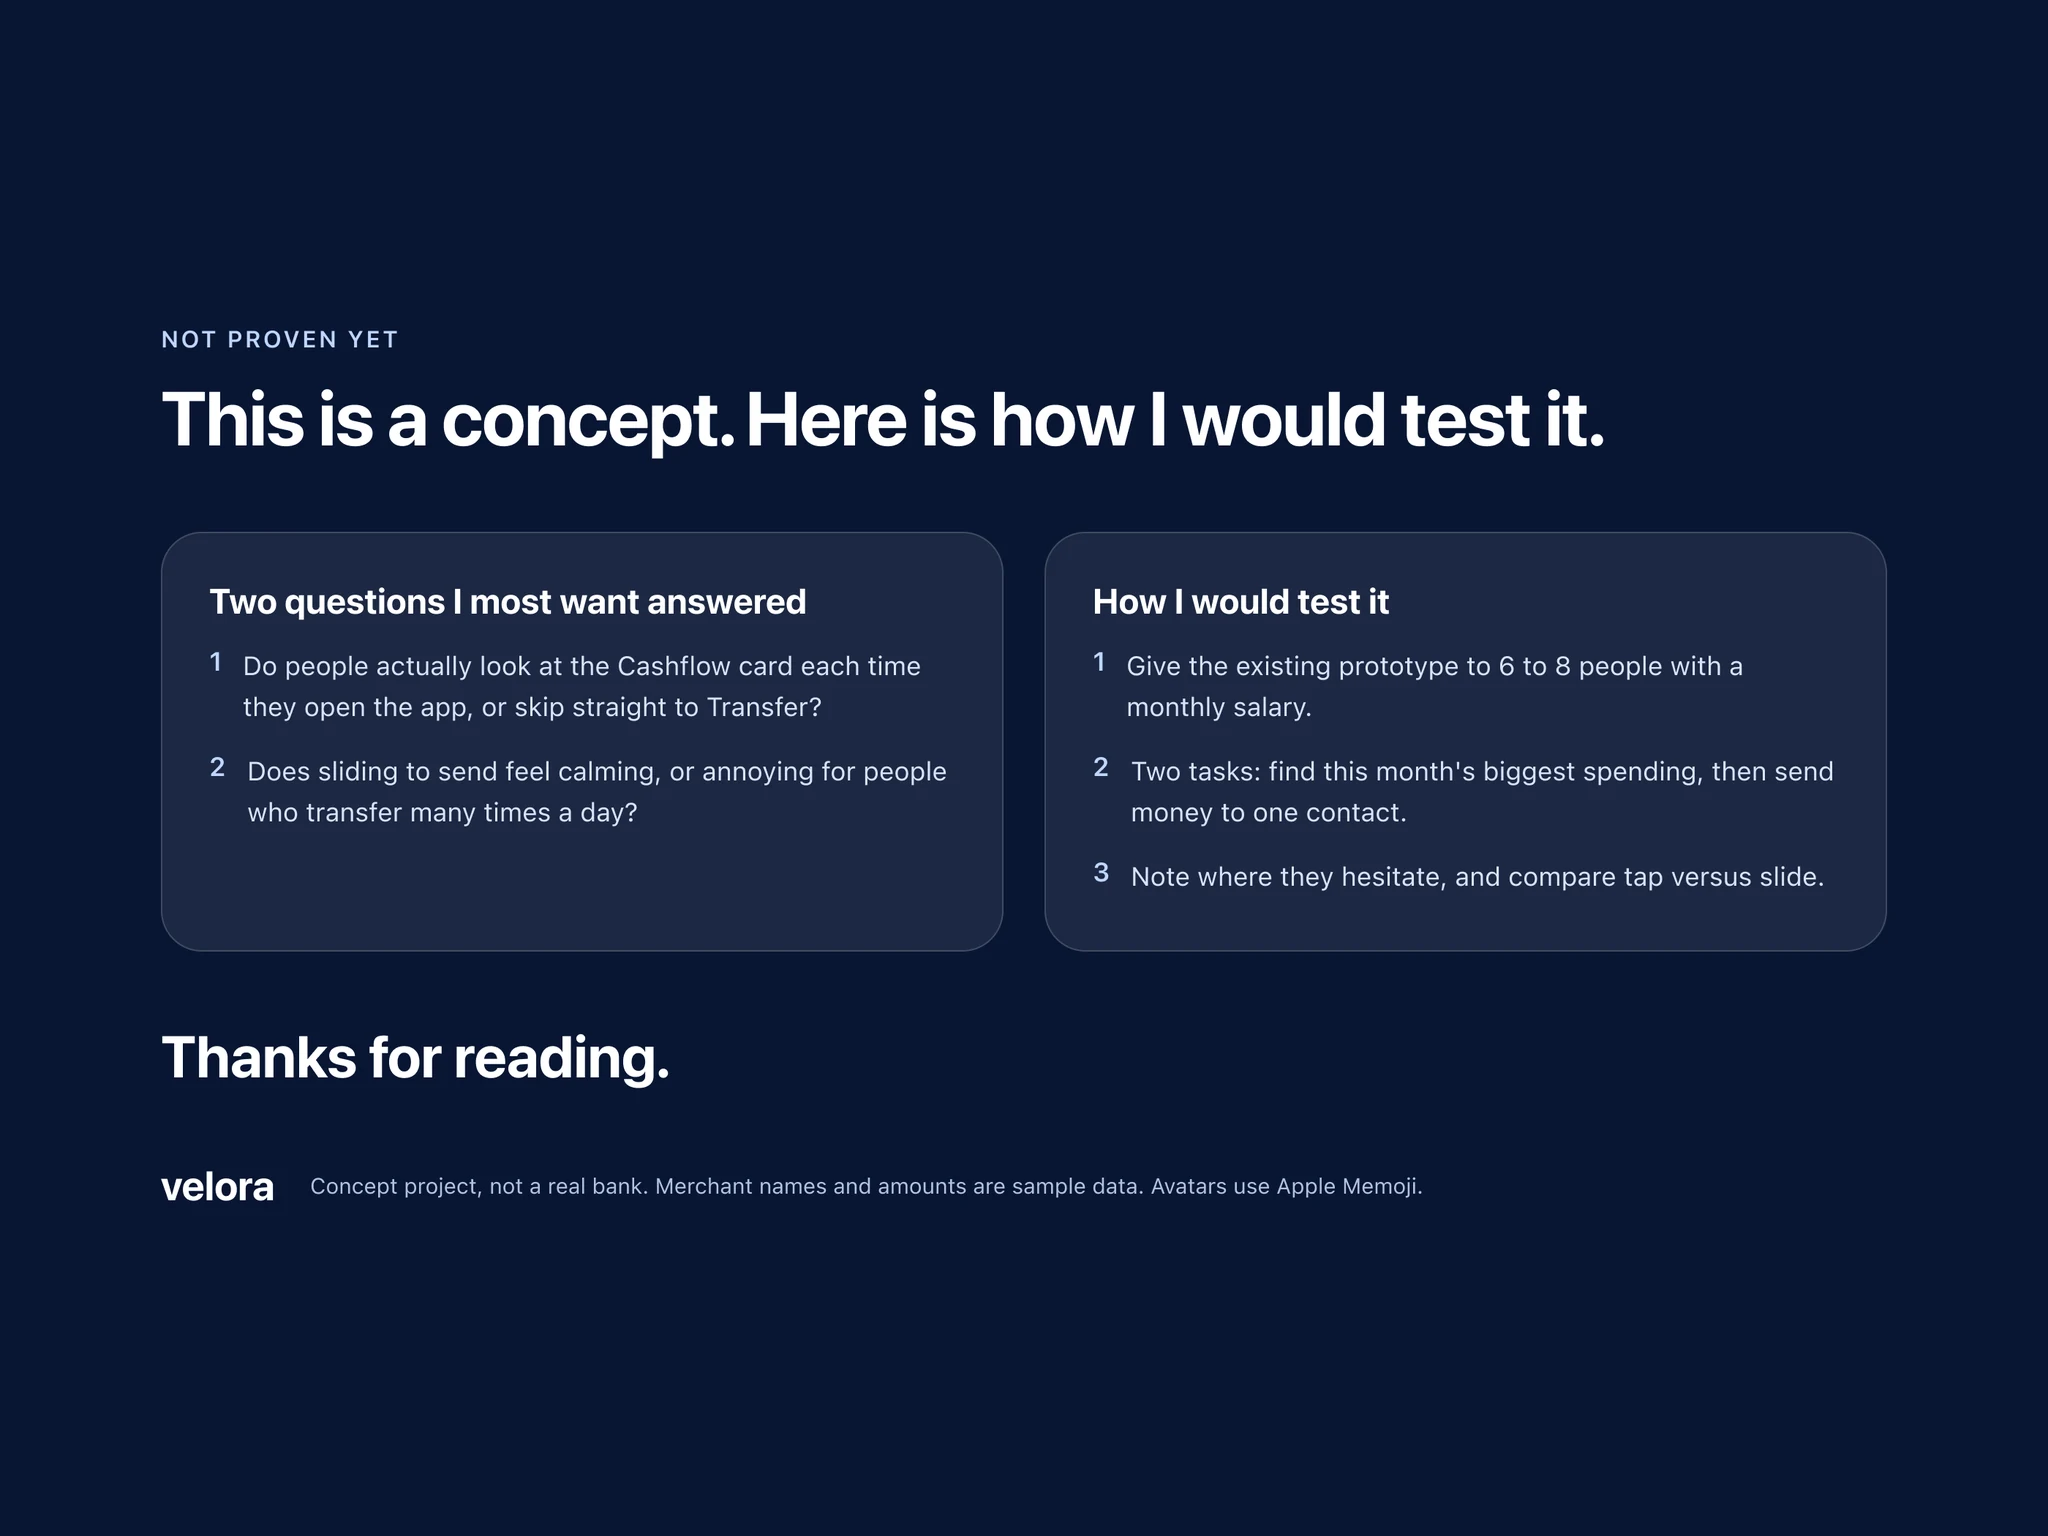 NOT PROVEN YET
This is a concept. Here is how I would test it.
Two questions I most want answered
1 Do people actually look at the Cashflow card each time
they open the app, or skip straight to Transfer?
2 Does sliding to send feel calming, or annoying for people
who transfer many times a day?
How I would test it
1 Give the existing prototype to 6 to 8 people with a
monthly salary.
2 Two tasks: find this month's biggest spending, then send
money to one contact.
3 Note where they hesitate, and compare tap versus slide.
Thanks for reading.
velora Concept project, not a real bank. Merchant names and amounts are sample data. Avatars use Apple Memoji.